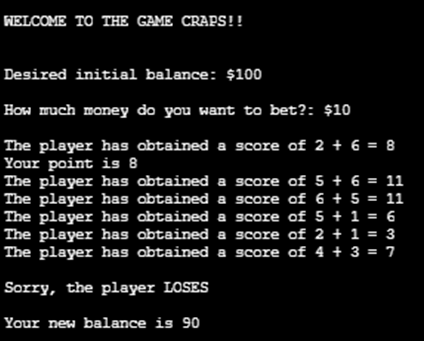 WELCOME TO THE GAME CRAPS!!
Desired initial balance: $100
How much money do you want to bet?: $10
The player has obtained a score of 2 + 6 = 8
Your point is 8
The player has obtained a score of 5 + 6 = 11
The player has obtained a score of 6 + 5 = 11
The player has obtained a score of 5 + 1 = 6
The player has obtained a score of 2 + 1 = 3
The player has obtained a score of 4 + 3 = 7
Sorry, the player LOSES
Your new balance is 90